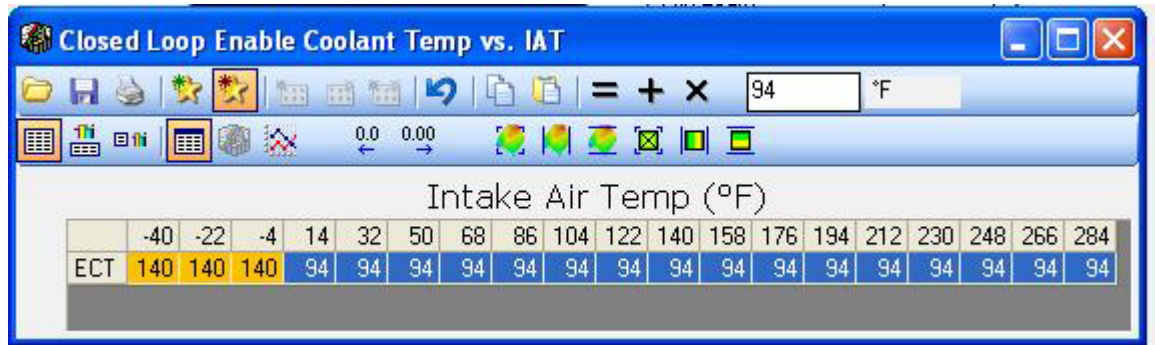 Closed Loop Enable Coolant Temp vs. IAT
94 °F
0.0 0.00
Intake Air Temp (ºF)
-40 -22 -4 14 32 50 68 86 104 122 140 158 176 194 212 230 248 266 284
ECT 140 140 140 94 94 94 94 94 94 94 94 94 94 94 94 94 94 94 94